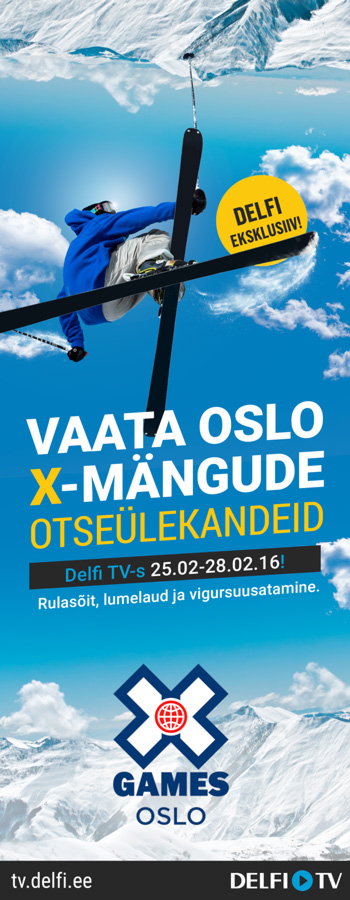 DELFI
EKSKLUSIIV!
VAATA OSLO
X-MÄNGUDE
OTSEÜLEKANDEID
Delfi TV-s 25.02-28.02.16!
Rulasõit, lumelaud ja vigursuusatamine.
X
GAMES
OSLO
tv.delfi.ee
DELFI TV